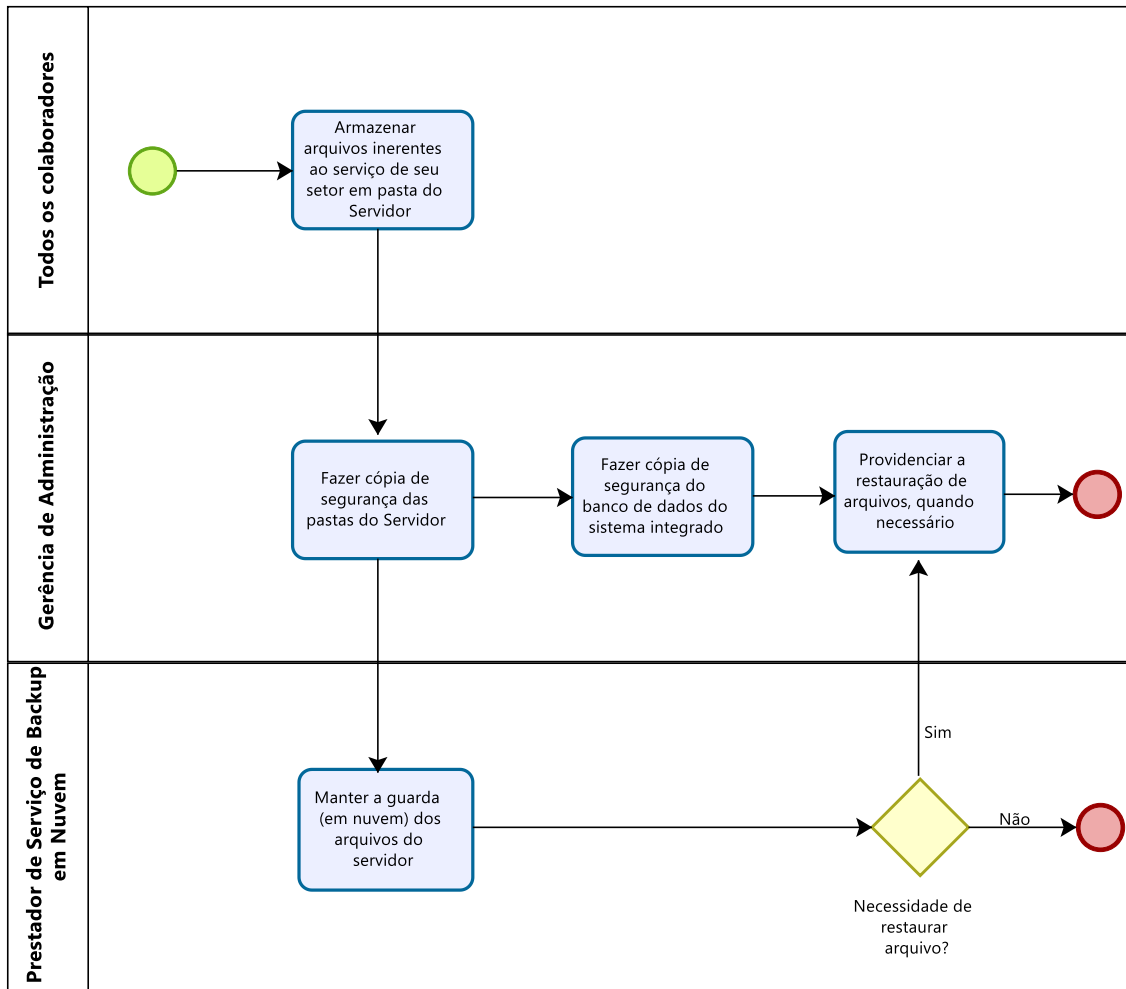 Todos os colaboradores
Armazenar
arquivos inerentes
ao serviço de seu
setor em pasta do
Servidor
Gerência de Administração
Fazer cópia de
segurança das
pastas do Servidor
Fazer cópia de
segurança do
banco de dados do
sistema integrado
Providenciar a
restauração de
arquivos, quando
necessário
Prestador de Serviço de Backup
em Nuvem
Manter a guarda
(em nuvem) dos
arquivos do
servidor
Sim
Não
Necessidade de
restaurar
arquivo?